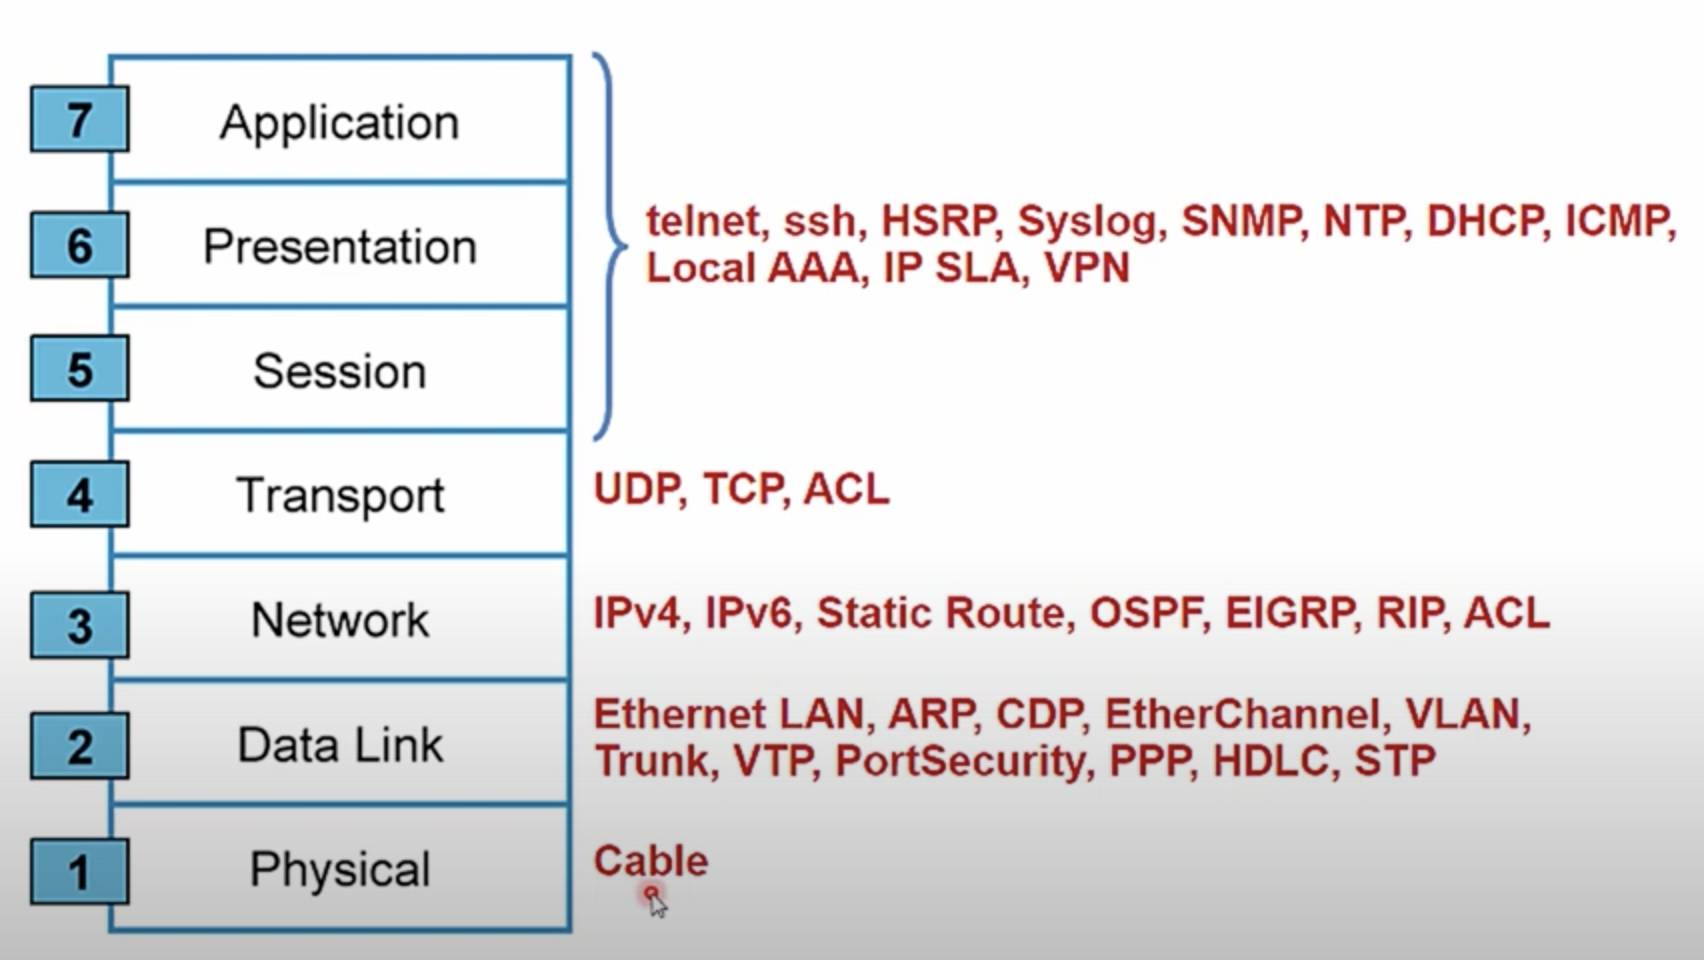 7 Application
6 Presentation
telnet, ssh, HSRP, Syslog, SNMP, NTP, DHCP, ICMP,
Local AAA, IP SLA, VPN
5 Session
4 Transport UDP, TCP, ACL
3 Network IPv4, IPv6, Static Route, OSPF, EIGRP, RIP, ACL
2 Data Link
Ethernet LAN, ARP, CDP, EtherChannel, VLAN,
Trunk, VTP, PortSecurity, PPP, HDLC, STP
1 Physical Cable